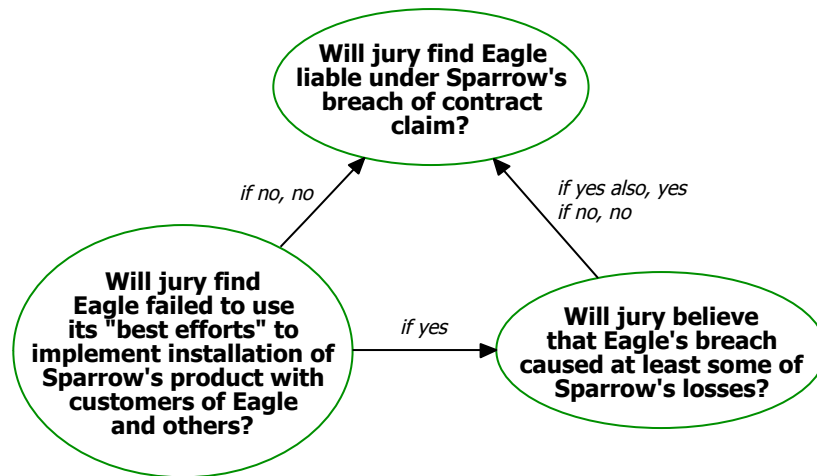 Will jury find Eagle
liable under Sparrow's
breach of contract
claim?
if no, no
if yes also, yes
if no, no
Will jury find
Eagle failed to use
its "best efforts" to
implement installation of
Sparrow's product with
customers of Eagle
and others?
if yes
Will jury believe
that Eagle's breach
caused at least some of
Sparrow's losses?